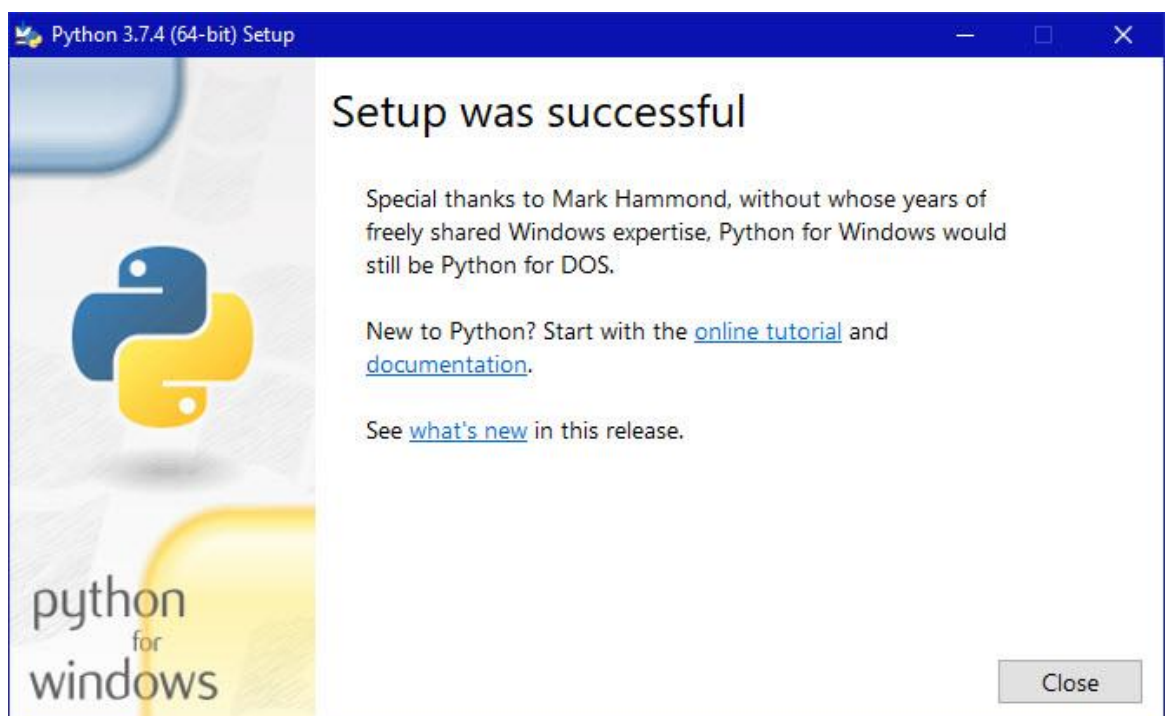 Python 3.7.4 (64-bit) Setup
Setup was successful
Special thanks to Mark Hammond, without whose years of
freely shared Windows expertise, Python for Windows would
still be Python for DOS.
New to Python? Start with the online tutorial and
documentation.
See what's new in this release.
python
for
windows
Close